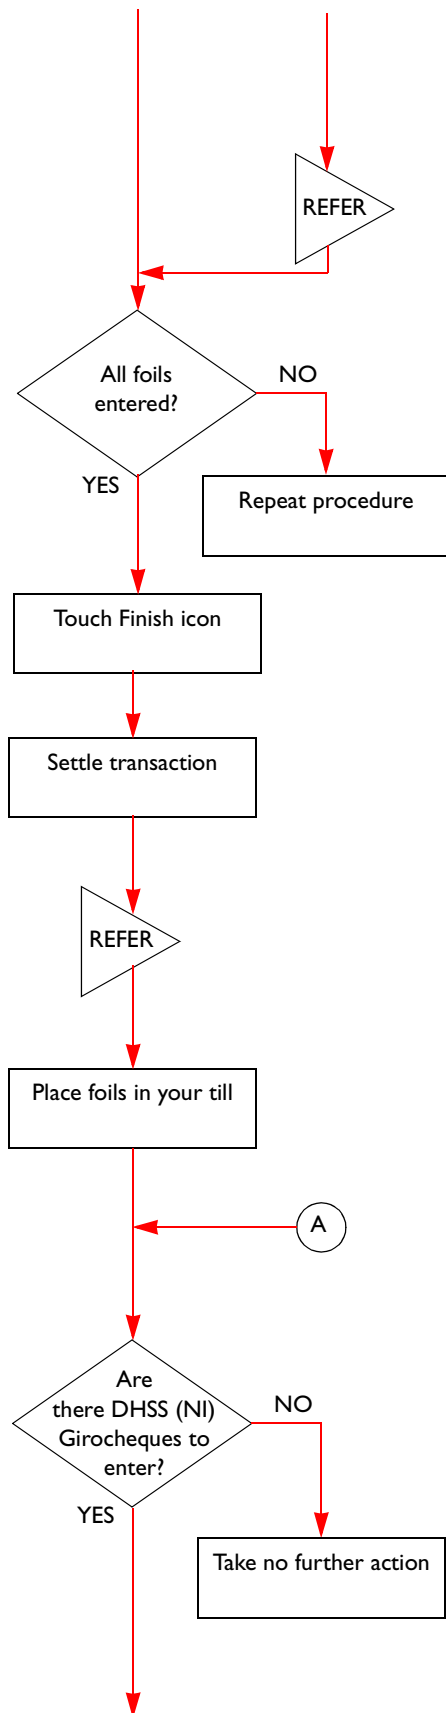 REFER
All foils
entered?
NO
YES
Repeat procedure
Touch Finish icon
Settle transaction
REFER
Place foils in your till
A
Are
there DHSS (NI)
Girocheques to
enter?
NO
YES
Take no further action